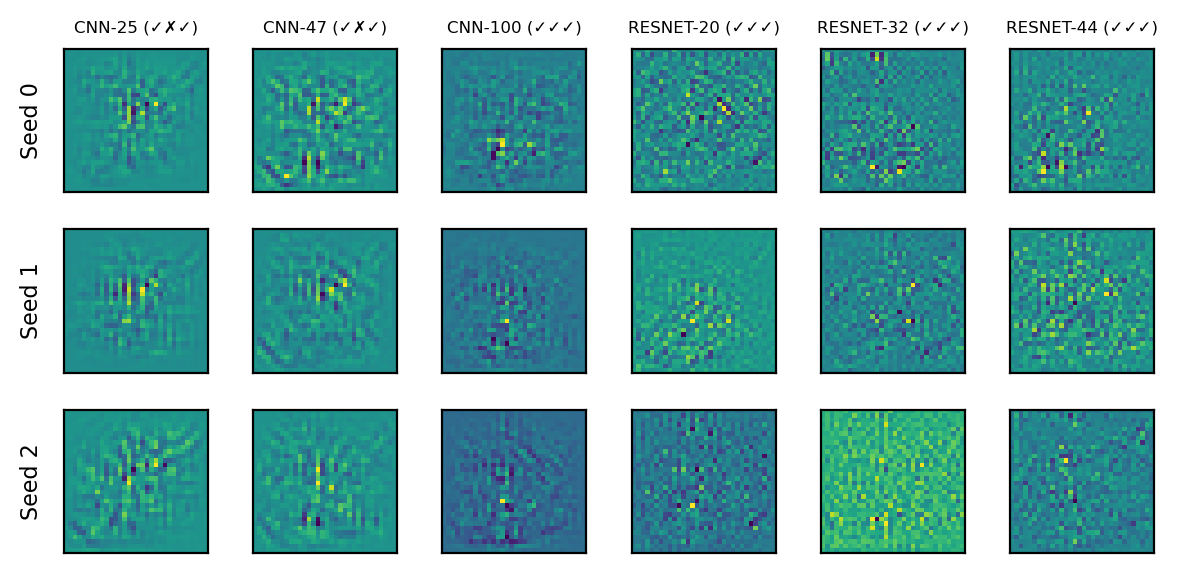 CNN-25 (✓✗✓) CNN-47 (✓✗✓) CNN-100 (✓✓✓) RESNET-20 (✓✓✓) RESNET-32 (✓✓✓) RESNET-44 (✓✓✓)
Seed 0
Seed 1
Seed 2